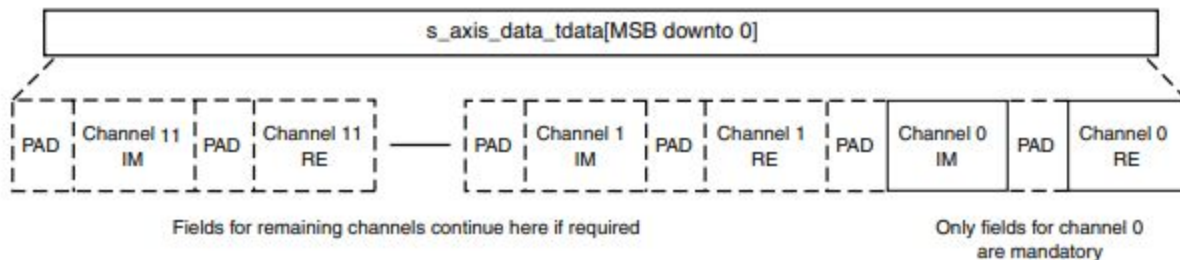 s_axis_data_tdata[MSB downto 0]
PAD
Channel 11
IM
PAD
Channel 11
RE
PAD
Channel 1
IM
PAD
Channel 1
RE
PAD
Channel 0
IM
PAD
Channel 0
RE
Fields for remaining channels continue here if required
Only fields for channel 0
are mandatory